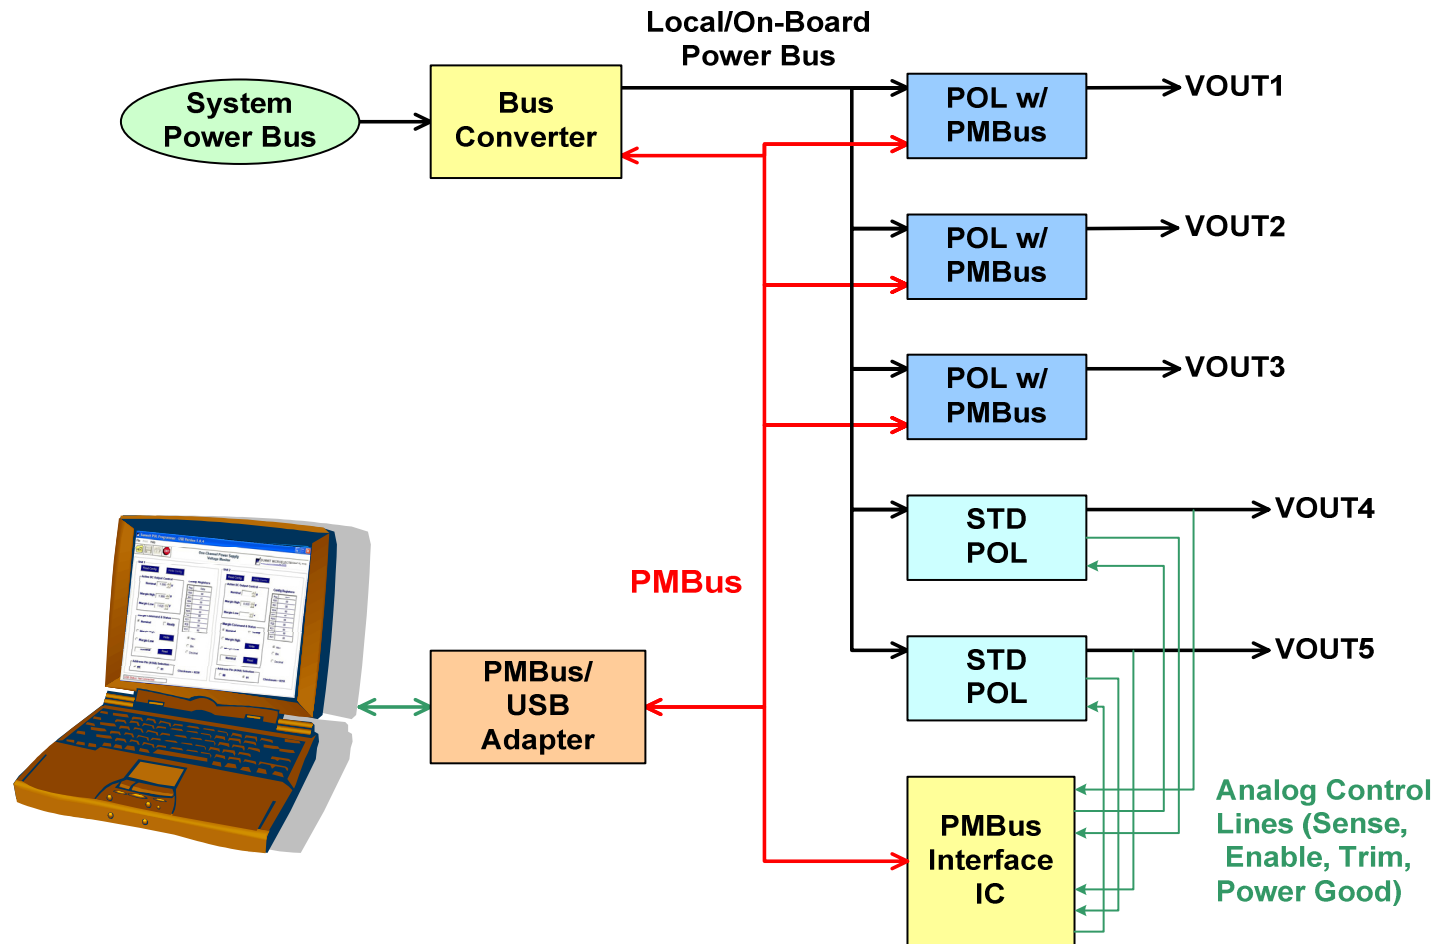 Local/On-Board
Power Bus
System
Power Bus
Bus
Converter
POL w/
PMBus
VOUT1
POL w/
PMBus
VOUT2
POL w/
PMBus
VOUT3
STD
POL
VOUT4
PMBus
STD
POL
VOUT5
PMBus/
USB
Adapter
PMBus
Interface
IC
Analog Control
Lines (Sense,
Enable, Trim,
Power Good)